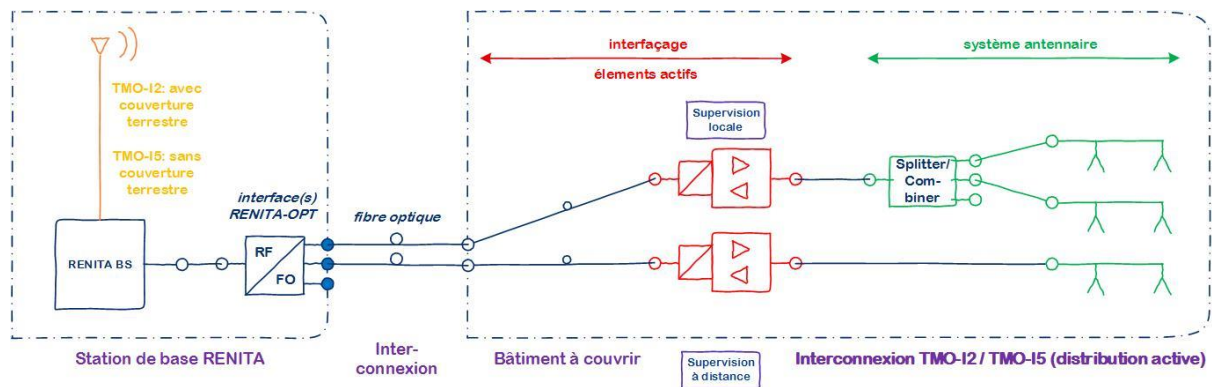 interfaçage
système antennaire
élements actifs
TMO-I2: avec
couverture
terrestre
TMO-I5: sans
couverture
terrestre
Supervision
locale
interface(s)
RENITA-OPT
fibre optique
Splitter/
Com-
biner
RENITA BS
RF
FO
Station de base RENITA
Inter-
connexion
Bâtiment à couvrir
Supervision
à distance
Interconnexion TMO-I2 / TMO-I5 (distribution active)